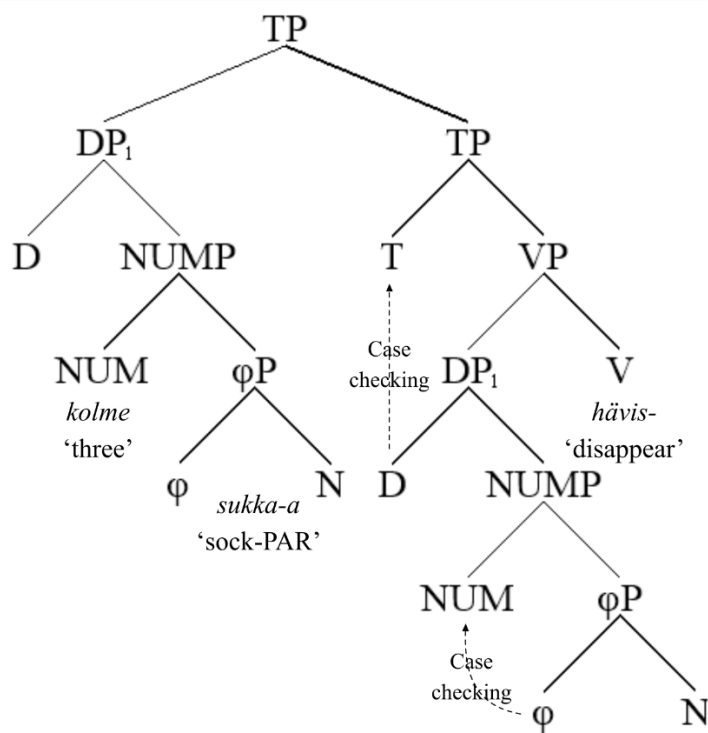 TP
DP₁ TP
D NUMP T VP
NUM φP Case checking DP₁ V
kolme hävis-
‘three’ ‘disappear’
φ N D NUMP
sukka-a
‘sock-PAR’
NUM φP
Case
checking
φ N